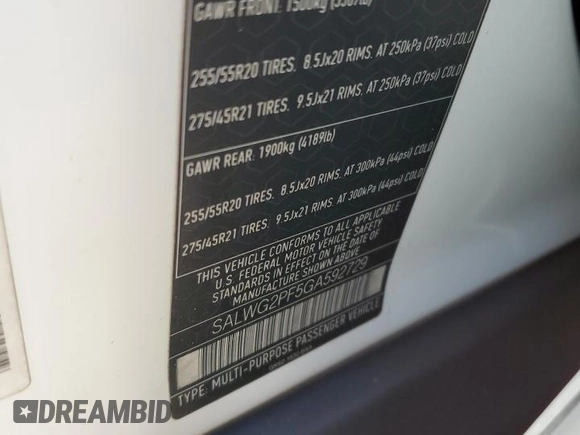 GAWR FRONT: 1500kg (3307lb)
255/55R20 TIRES. 8.5Jx20 RIMS. AT 250kPa (37psi) COLD
275/45R21 TIRES. 9.5Jx21 RIMS. AT 250kPa (37psi) COLD
GAWR REAR: 1900kg (4189lb)
255/55R20 TIRES. 8.5Jx20 RIMS. AT 300kPa (44psi) COLD
275/45R21 TIRES. 9.5Jx21 RIMS. AT 300kPa (44psi) COLD
THIS VEHICLE CONFORMS TO ALL APPLICABLE
U.S. FEDERAL MOTOR VEHICLE SAFETY
STANDARDS IN EFFECT ON THE DATE OF
MANUFACTURE SHOWN ABOVE.
SALWG2PF5GA592729
TYPE: MULTI-PURPOSE PASSENGER VEHICLE
DREAMBID